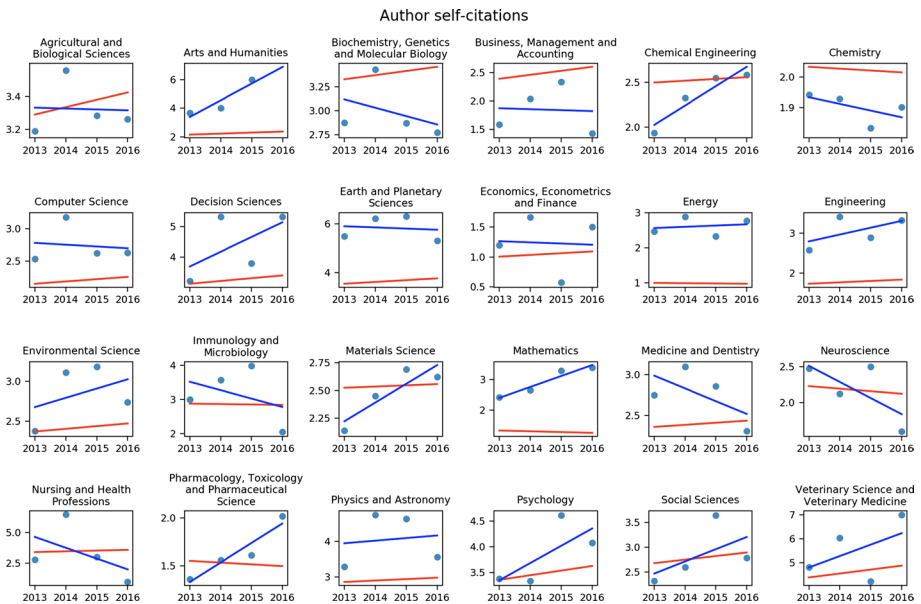 Author self-citations
Agricultural and
Biological Sciences
3.4
3.2
2013 2014 2015 2016
Arts and Humanities
6
4
2
2013 2014 2015 2016
Biochemistry, Genetics
and Molecular Biology
3.50
3.25
3.00
2.75
2013 2014 2015 2016
Business, Management and
Accounting
2.5
2.0
1.5
2013 2014 2015 2016
Chemical Engineering
2.5
2.0
2013 2014 2015 2016
Chemistry
2.0
1.9
2013 2014 2015 2016
Computer Science
3.0
2.5
2013 2014 2015 2016
Decision Sciences
5
4
2013 2014 2015 2016
Earth and Planetary
Sciences
6
4
2013 2014 2015 2016
Economics, Econometrics
and Finance
1.5
1.0
0.5
2013 2014 2015 2016
Energy
3
2
1
2013 2014 2015 2016
Engineering
3
2
2013 2014 2015 2016
Environmental Science
3.0
2.5
2013 2014 2015 2016
Immunology and
Microbiology
4
3
2
2013 2014 2015 2016
Materials Science
2.75
2.50
2.25
2013 2014 2015 2016
Mathematics
3
2
2013 2014 2015 2016
Medicine and Dentistry
3.0
2.5
2013 2014 2015 2016
Neuroscience
2.5
2.0
2013 2014 2015 2016
Nursing and Health
Professions
5.0
2.5
2013 2014 2015 2016
Pharmacology, Toxicology
and Pharmaceutical
Science
2.0
1.5
2013 2014 2015 2016
Physics and Astronomy
4
3
2013 2014 2015 2016
Psychology
4.5
4.0
3.5
2013 2014 2015 2016
Social Sciences
3.5
3.0
2.5
2013 2014 2015 2016
Veterinary Science and
Veterinary Medicine
7
6
5
2013 2014 2015 2016